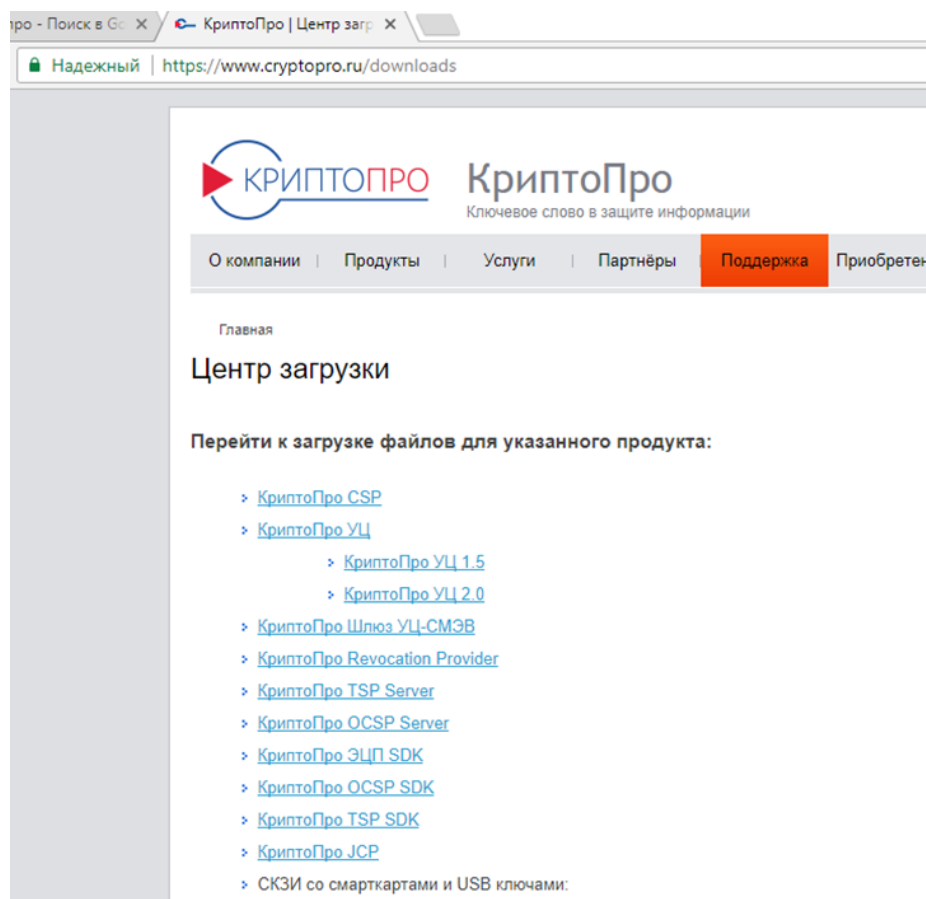 про - Поиск в Go
КриптоПро | Центр загр
Надежный | https://www.cryptopro.ru/downloads
КРИПТОПРО
КриптоПро
Ключевое слово в защите информации
О компании | Продукты | Услуги | Партнёры | Поддержка Приобретен
Главная
Центр загрузки
Перейти к загрузке файлов для указанного продукта:
КриптоПро CSP
КриптоПро УЦ
КриптоПро УЦ 1.5
КриптоПро УЦ 2.0
КриптоПро Шлюз УЦ-СМЭВ
КриптоПро Revocation Provider
КриптоПро TSP Server
КриптоПро OCSP Server
КриптоПро ЭЦП SDK
КриптоПро OCSP SDK
КриптоПро TSP SDK
КриптоПро JCP
СКЗИ со смарткартами и USB ключами: